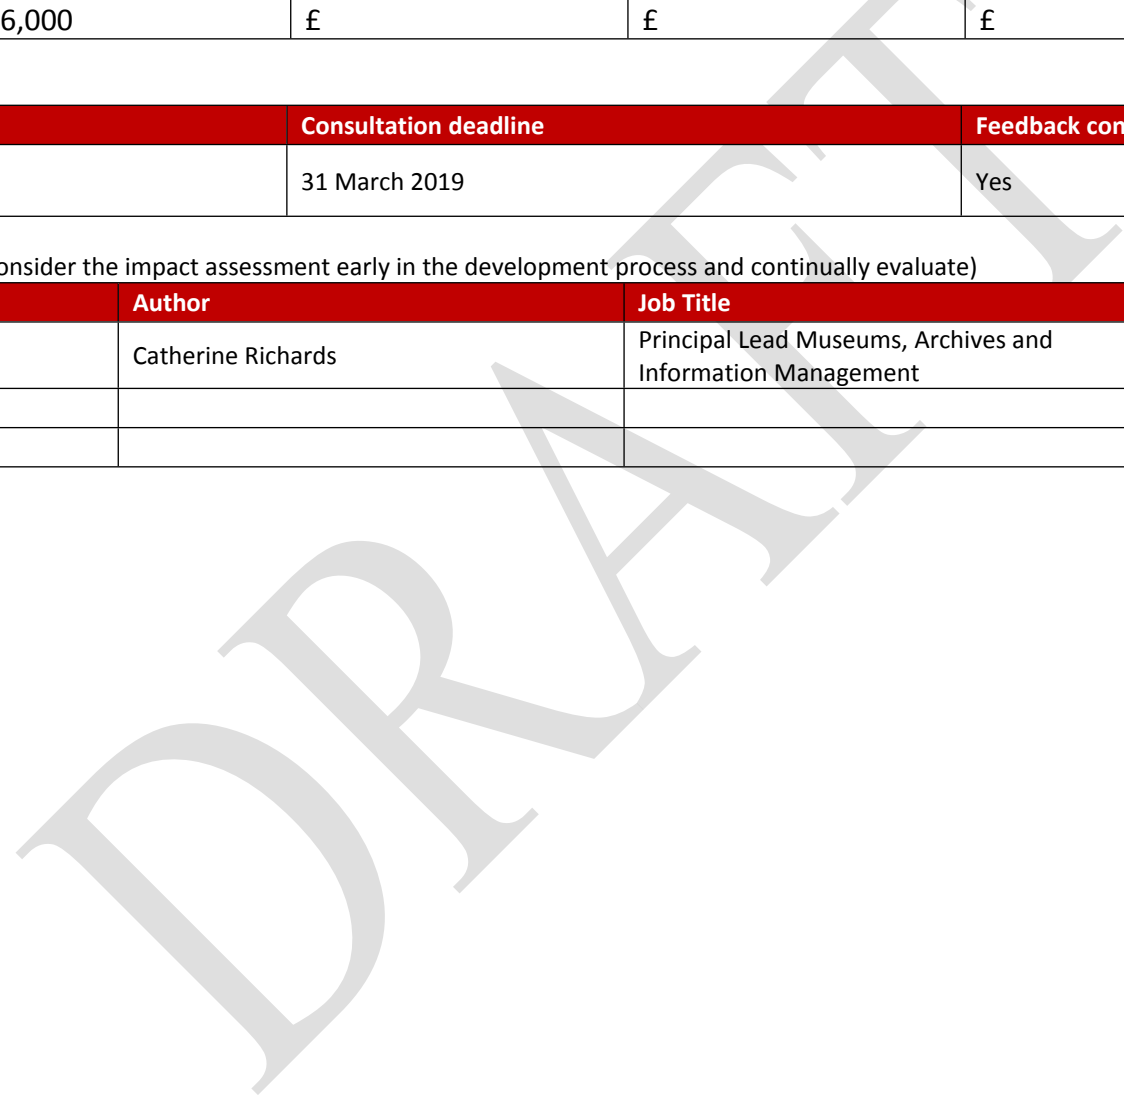 6,000 £ £ £
Consultation deadline Feedback con
31 March 2019 Yes
onsider the impact assessment early in the development process and continually evaluate)
Author Job Title
Catherine Richards Principal Lead Museums, Archives and
Information Management
DRAFT